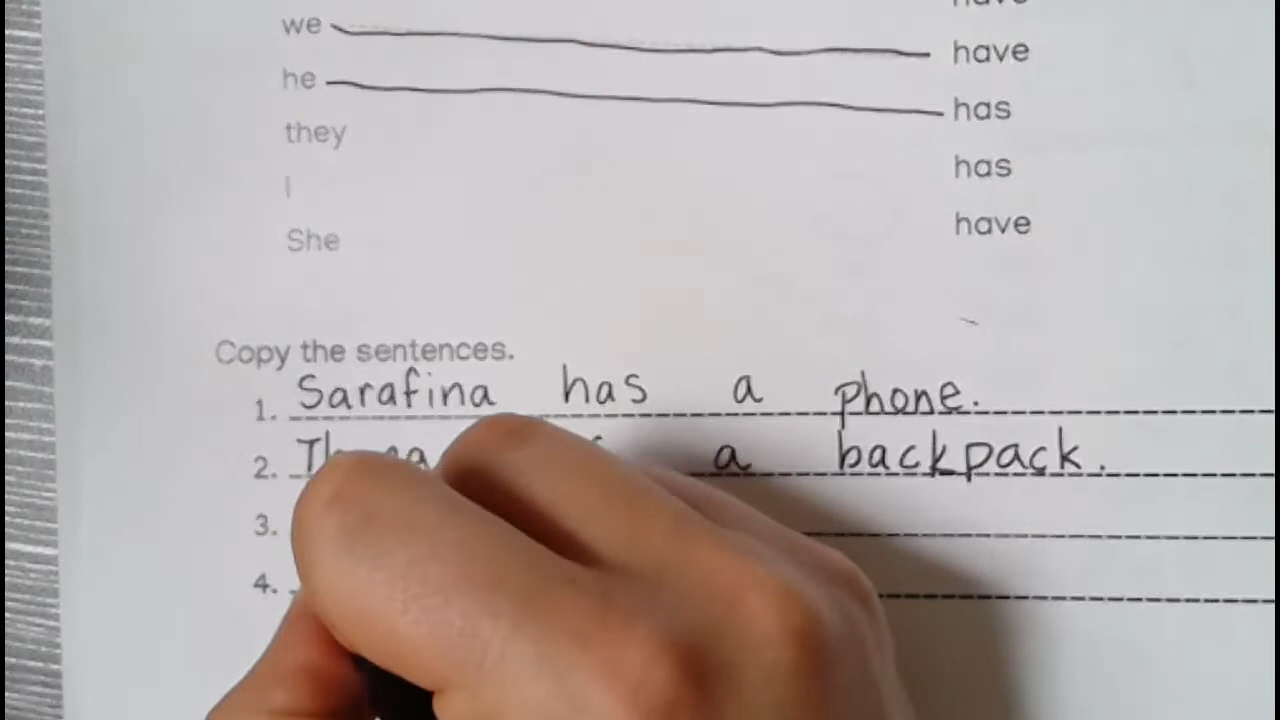 we have
he has
they has
I have
She
Copy the sentences.
1. Sarafina has a phone.
2. a backpack.
3.
4.